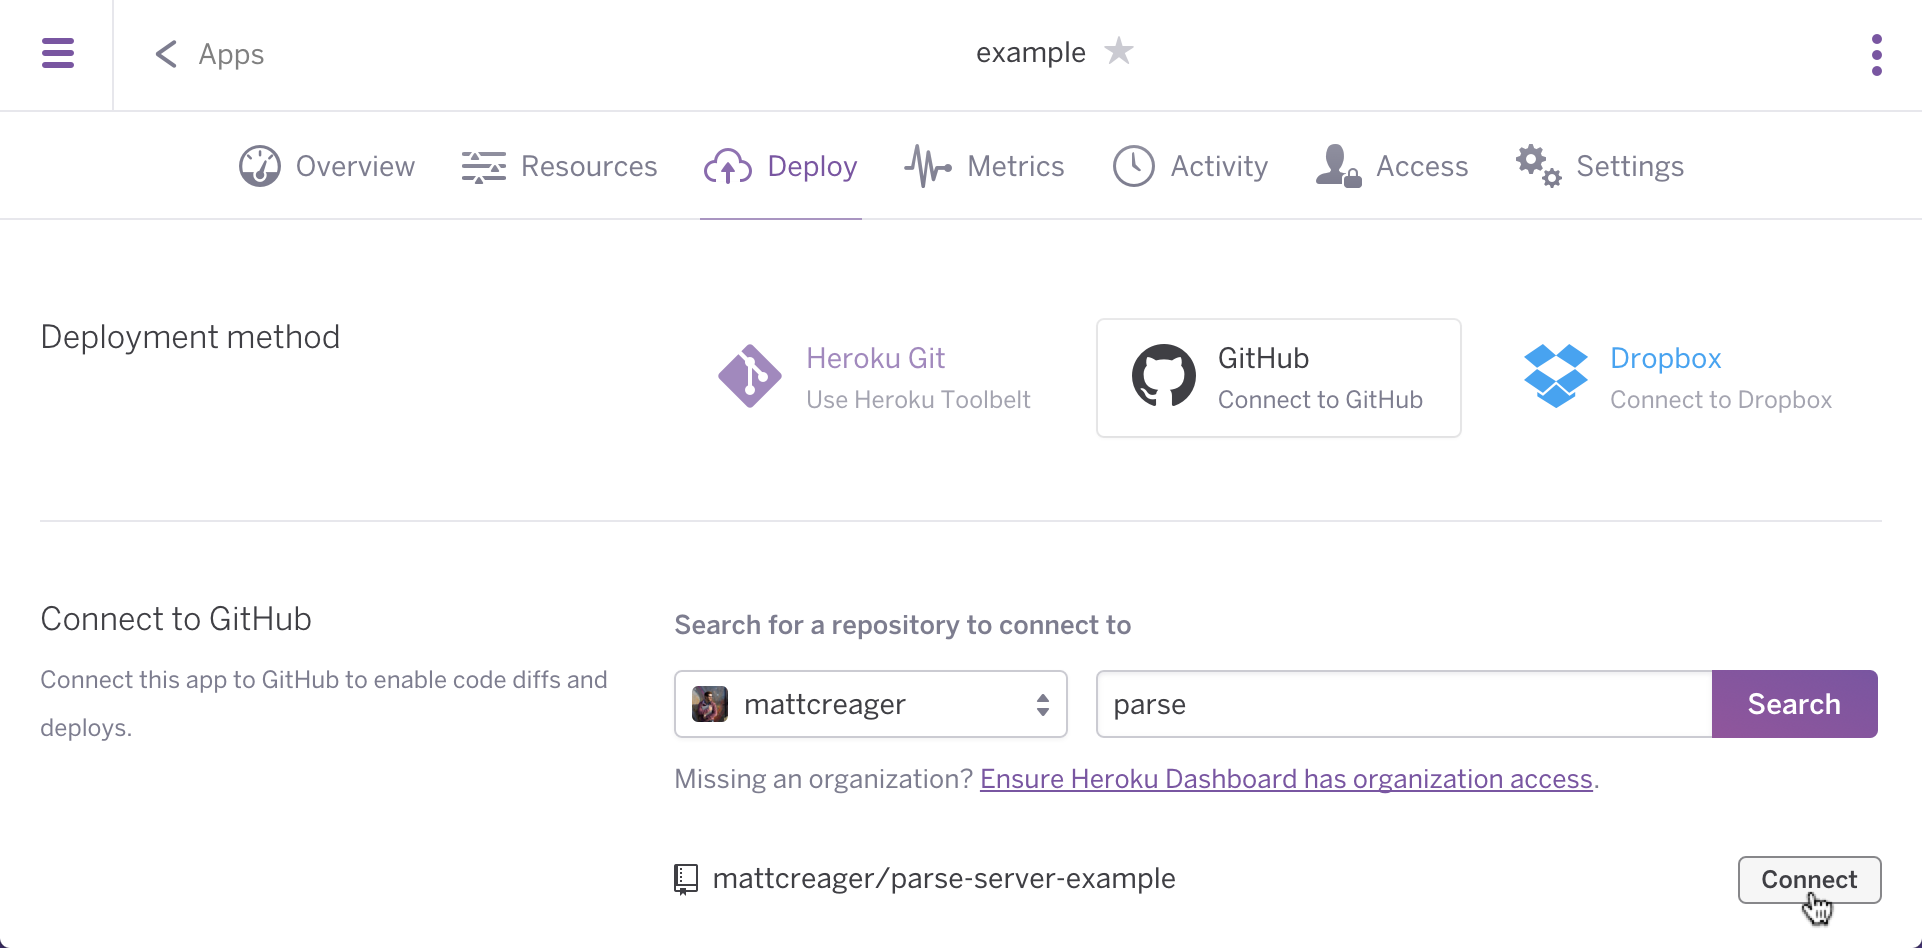 Apps
example
Overview
Resources
Deploy
Metrics
Activity
Access
Settings
Deployment method
Heroku Git
Use Heroku Toolbelt
GitHub
Connect to GitHub
Dropbox
Connect to Dropbox
Connect to GitHub
Connect this app to GitHub to enable code diffs and
deploys.
Search for a repository to connect to
mattcreager
parse
Search
Missing an organization? Ensure Heroku Dashboard has organization access.
mattcreager/parse-server-example
Connect